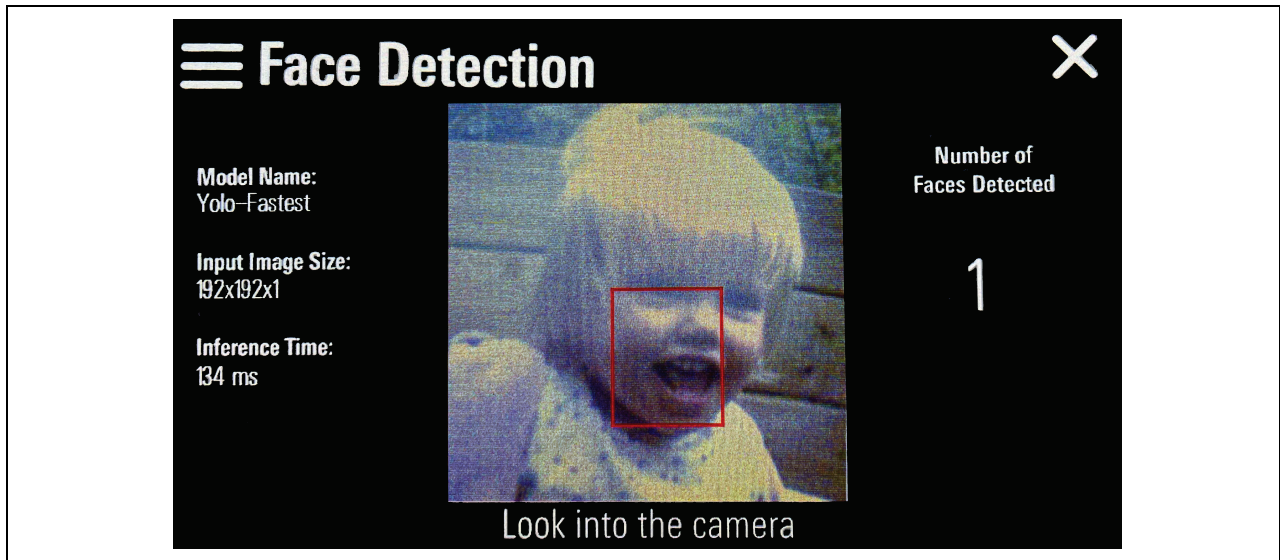 Face Detection
Model Name:
Yolo-Fastest
Input Image Size:
192x192x1
Inference Time:
134 ms
Number of
Faces Detected
1
Look into the camera